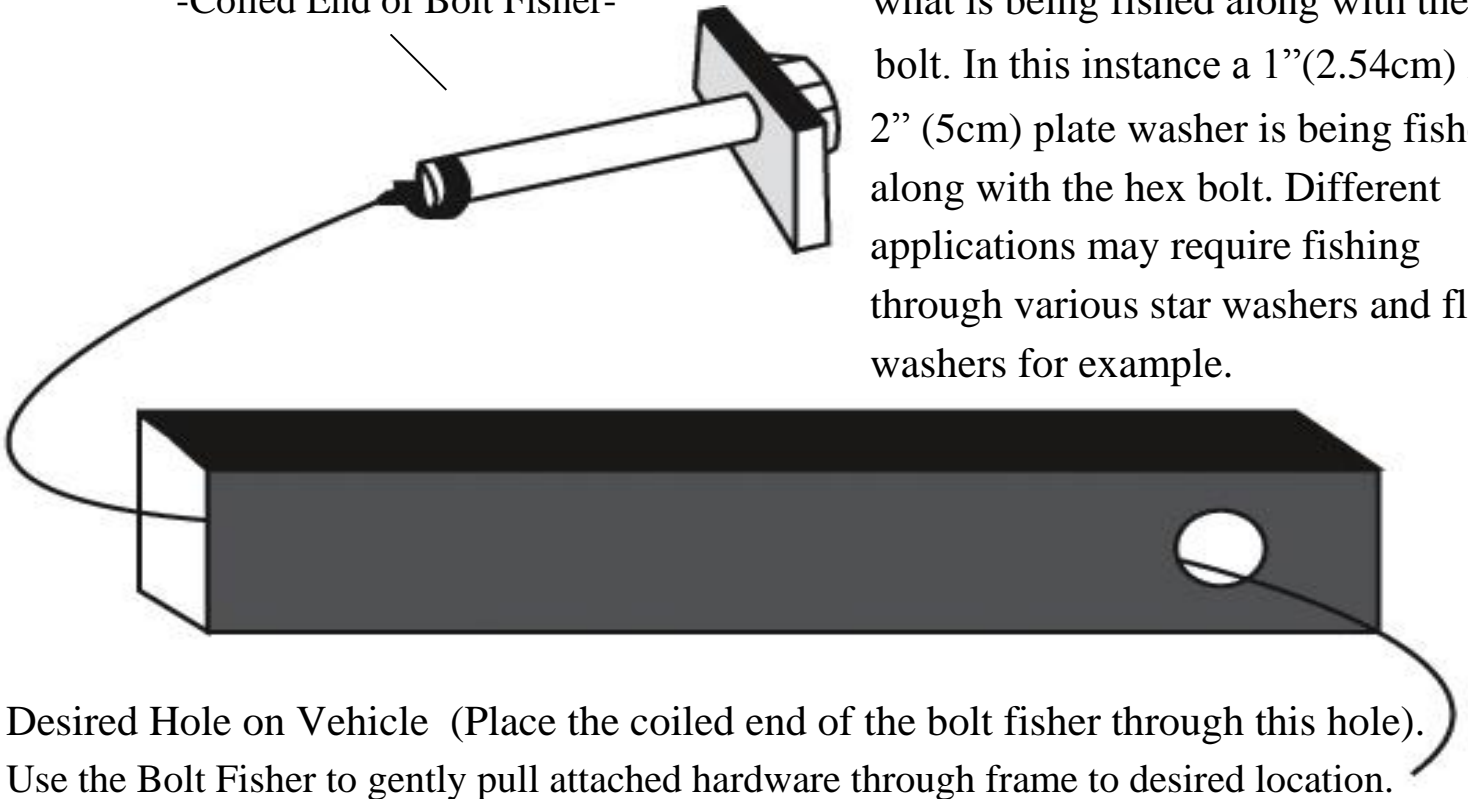 -Coiled End of Bolt Fisher-
what is being fished along with the
bolt. In this instance a 1”(2.54cm)
2” (5cm) plate washer is being fish
along with the hex bolt. Different
applications may require fishing
through various star washers and fl
washers for example.
Desired Hole on Vehicle (Place the coiled end of the bolt fisher through this hole).
Use the Bolt Fisher to gently pull attached hardware through frame to desired location.